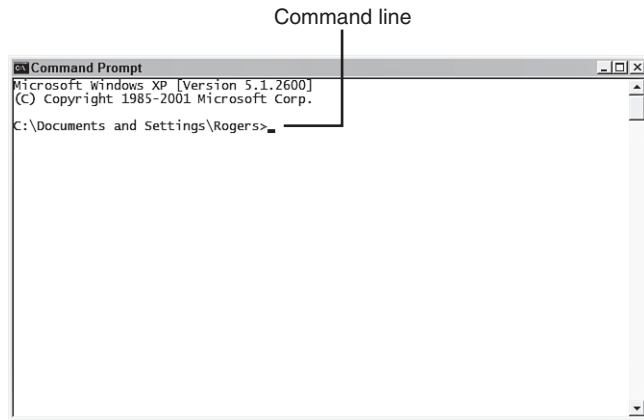 Command line
Command Prompt
Microsoft Windows XP [Version 5.1.2600]
(C) Copyright 1985-2001 Microsoft Corp.
C:\Documents and Settings\Rogers>_